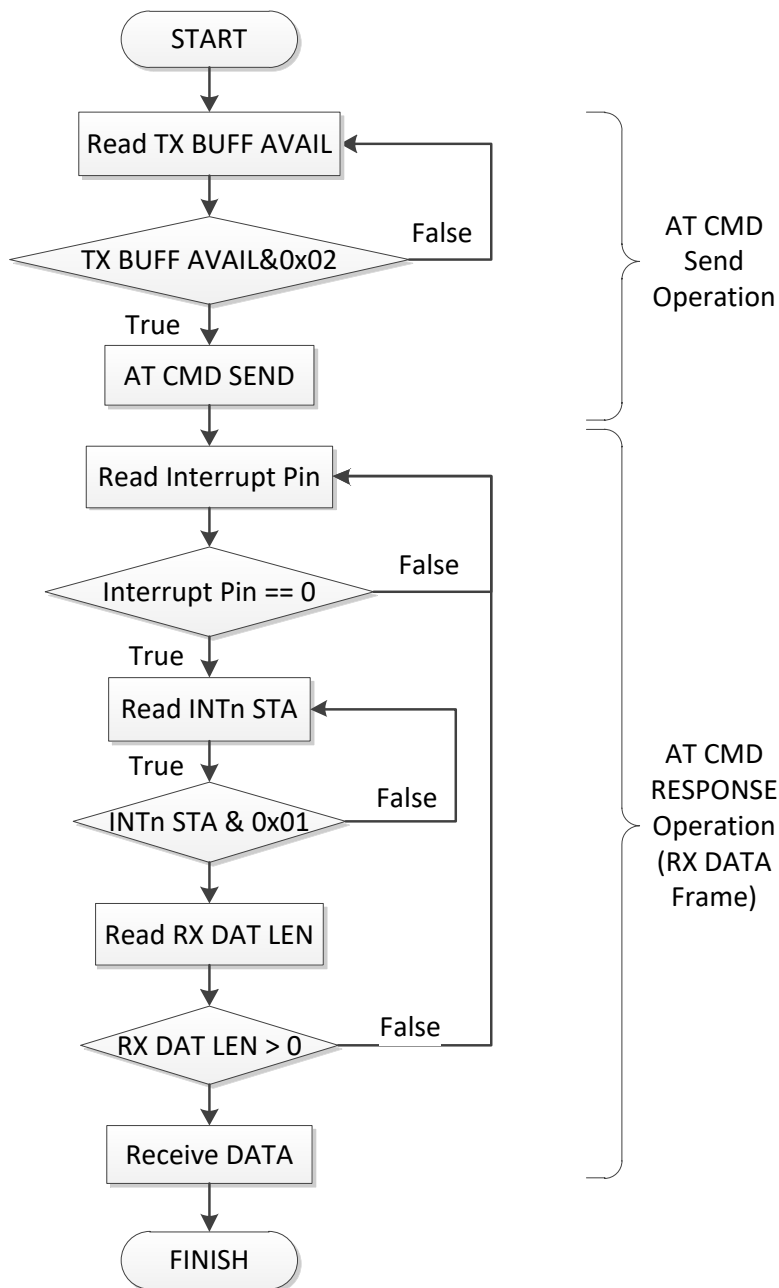 START
Read TX BUFF AVAIL
False
TX BUFF AVAIL&0x02
True
AT CMD SEND
AT CMD
Send
Operation
Read Interrupt Pin
False
Interrupt Pin == 0
True
Read INTn STA
True
False
INTn STA & 0x01
Read RX DAT LEN
False
RX DAT LEN > 0
Receive DATA
FINISH
AT CMD
RESPONSE
Operation
(RX DATA
Frame)